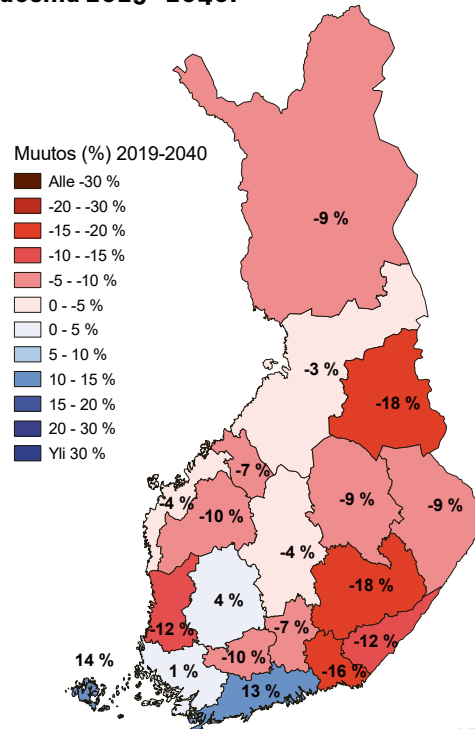 2019 - 2040.
Muutos (%) 2019-2040
Alle -30 %
-20 - -30 %
-15 - -20 %
-10 - -15 %
-5 - -10 %
0 - -5 %
0 - 5 %
5 - 10 %
10 - 15 %
15 - 20 %
20 - 30 %
Yli 30 %
-9 %
-3 %
-18 %
-7 %
-4 %
-10 %
-9 %
-9 %
-4 %
-18 %
4 %
-12 %
-7 %
-12 %
-10 %
14 %
1 %
-16 %
13 %